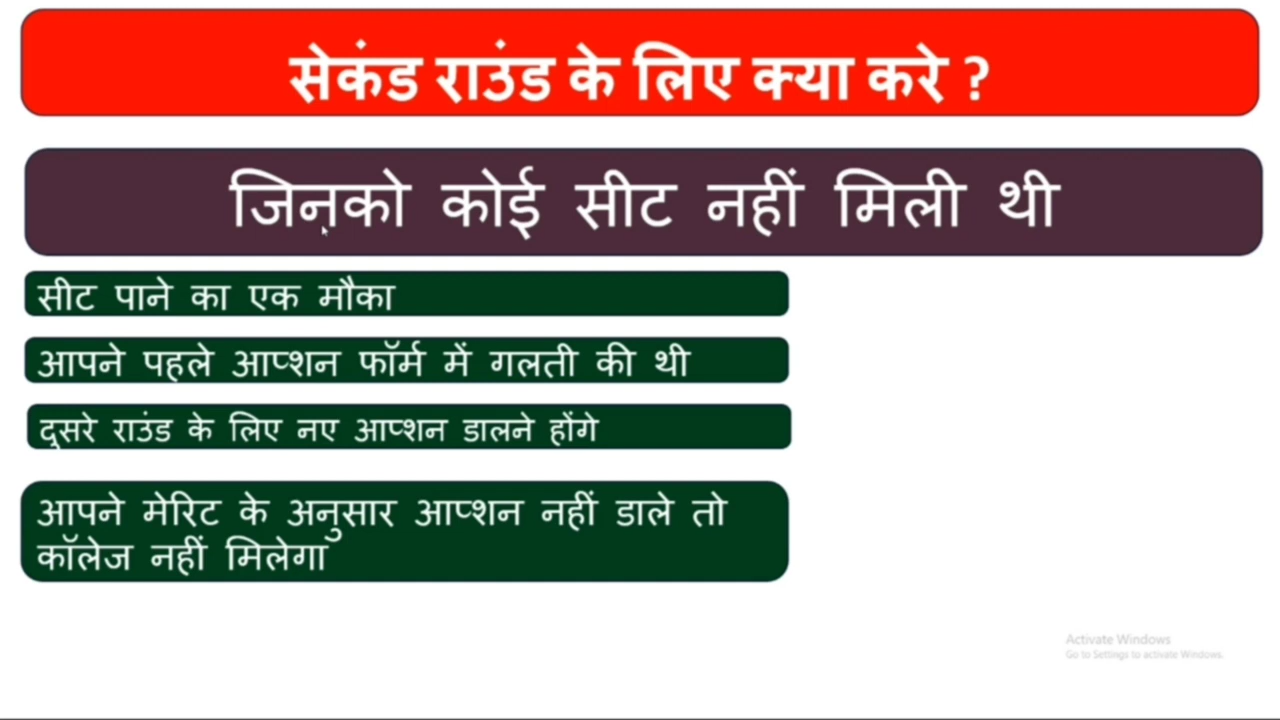 सेकंड राउंड के लिए क्या करे ?
जिनको कोई सीट नहीं मिली थी
सीट पाने का एक मौका
आपने पहले आप्शन फॉर्म में गलती की थी
दुसरे राउंड के लिए नए आप्शन डालने होंगे
आपने मेरिट के अनुसार आप्शन नहीं डाले तो
कॉलेज नहीं मिलेगा
Activate Windows
Go to Settings to activate Windows.